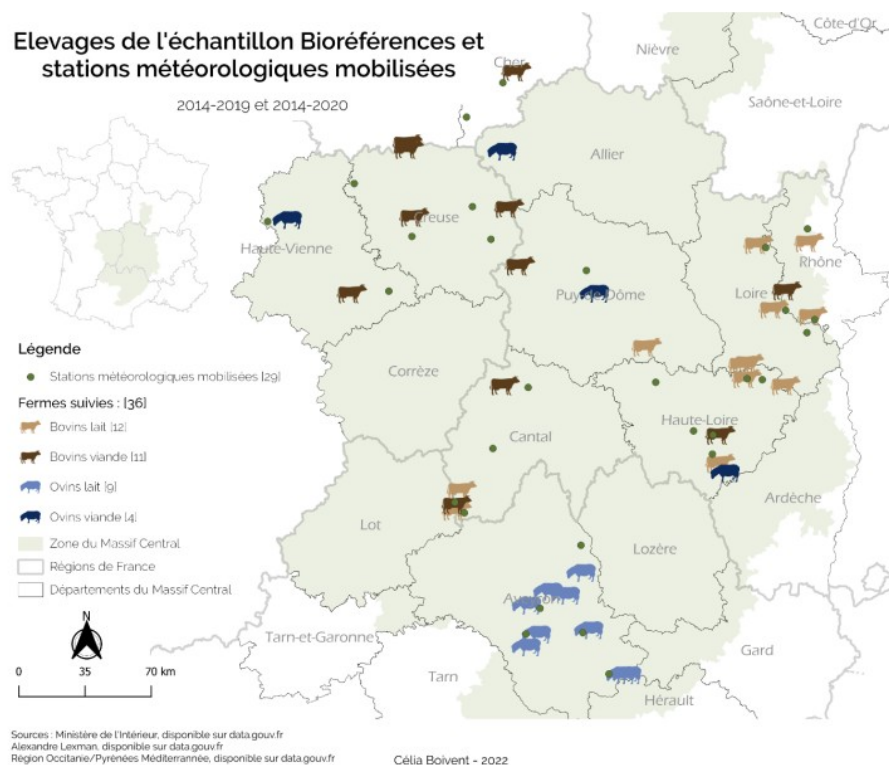 Elevages de l'échantillon Bioréférences et
stations météorologiques mobilisées
2014-2019 et 2014-2020
Côte-d'Or
Nièvre
Cher
Saône-et-Loire
Allier
Creuse
Haute-Vienne
Rhône
Puy de Dôme
Loire
Corrèze
Haute-Loire
Cantal
Ardèche
Lot
Lozère
Aveyron
Tarn-et-Garonne
Gard
Tarn
Hérault
Légende
Stations météorologiques mobilisées [29]
Fermes suivies : [36]
Bovins lait [12]
Bovins viande [11]
Ovins lait [9]
Ovins viande [4]
Zone du Massif Central
Régions de France
Départements du Massif Central
N
0 35 70 km
Sources : Ministère de l'Intérieur, disponible sur data.gouv.fr
Alexandre Lexman, disponible sur data.gouv.fr
Région Occitanie/Pyrénées Méditerrannée, disponible sur data.gouv.fr
Célia Boivent - 2022